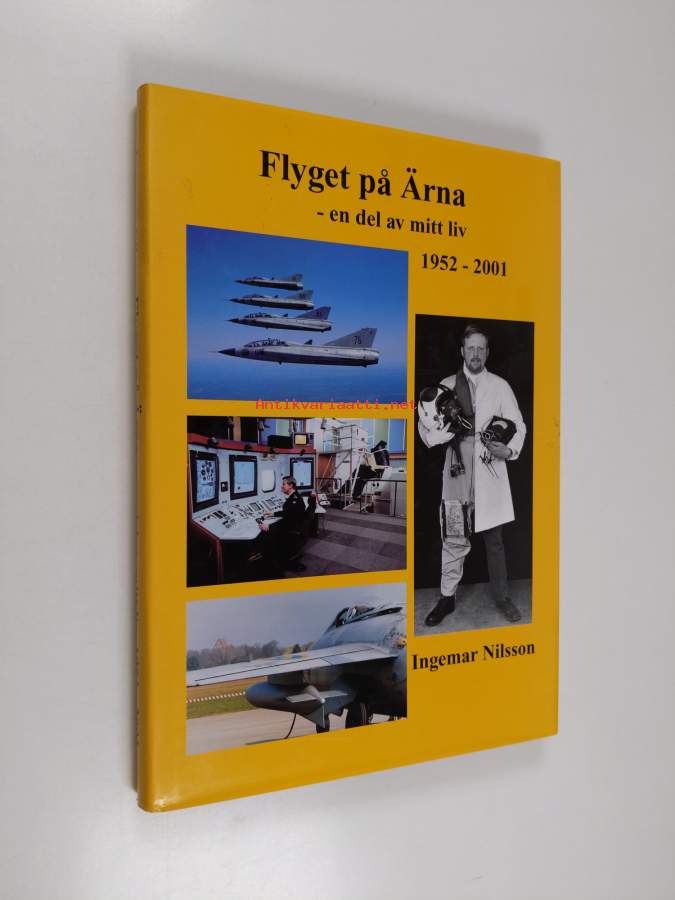 Flyget på Ärna
- en del av mitt liv
1952 - 2001
Antikvariaatti.net
Ingemar Nilsson